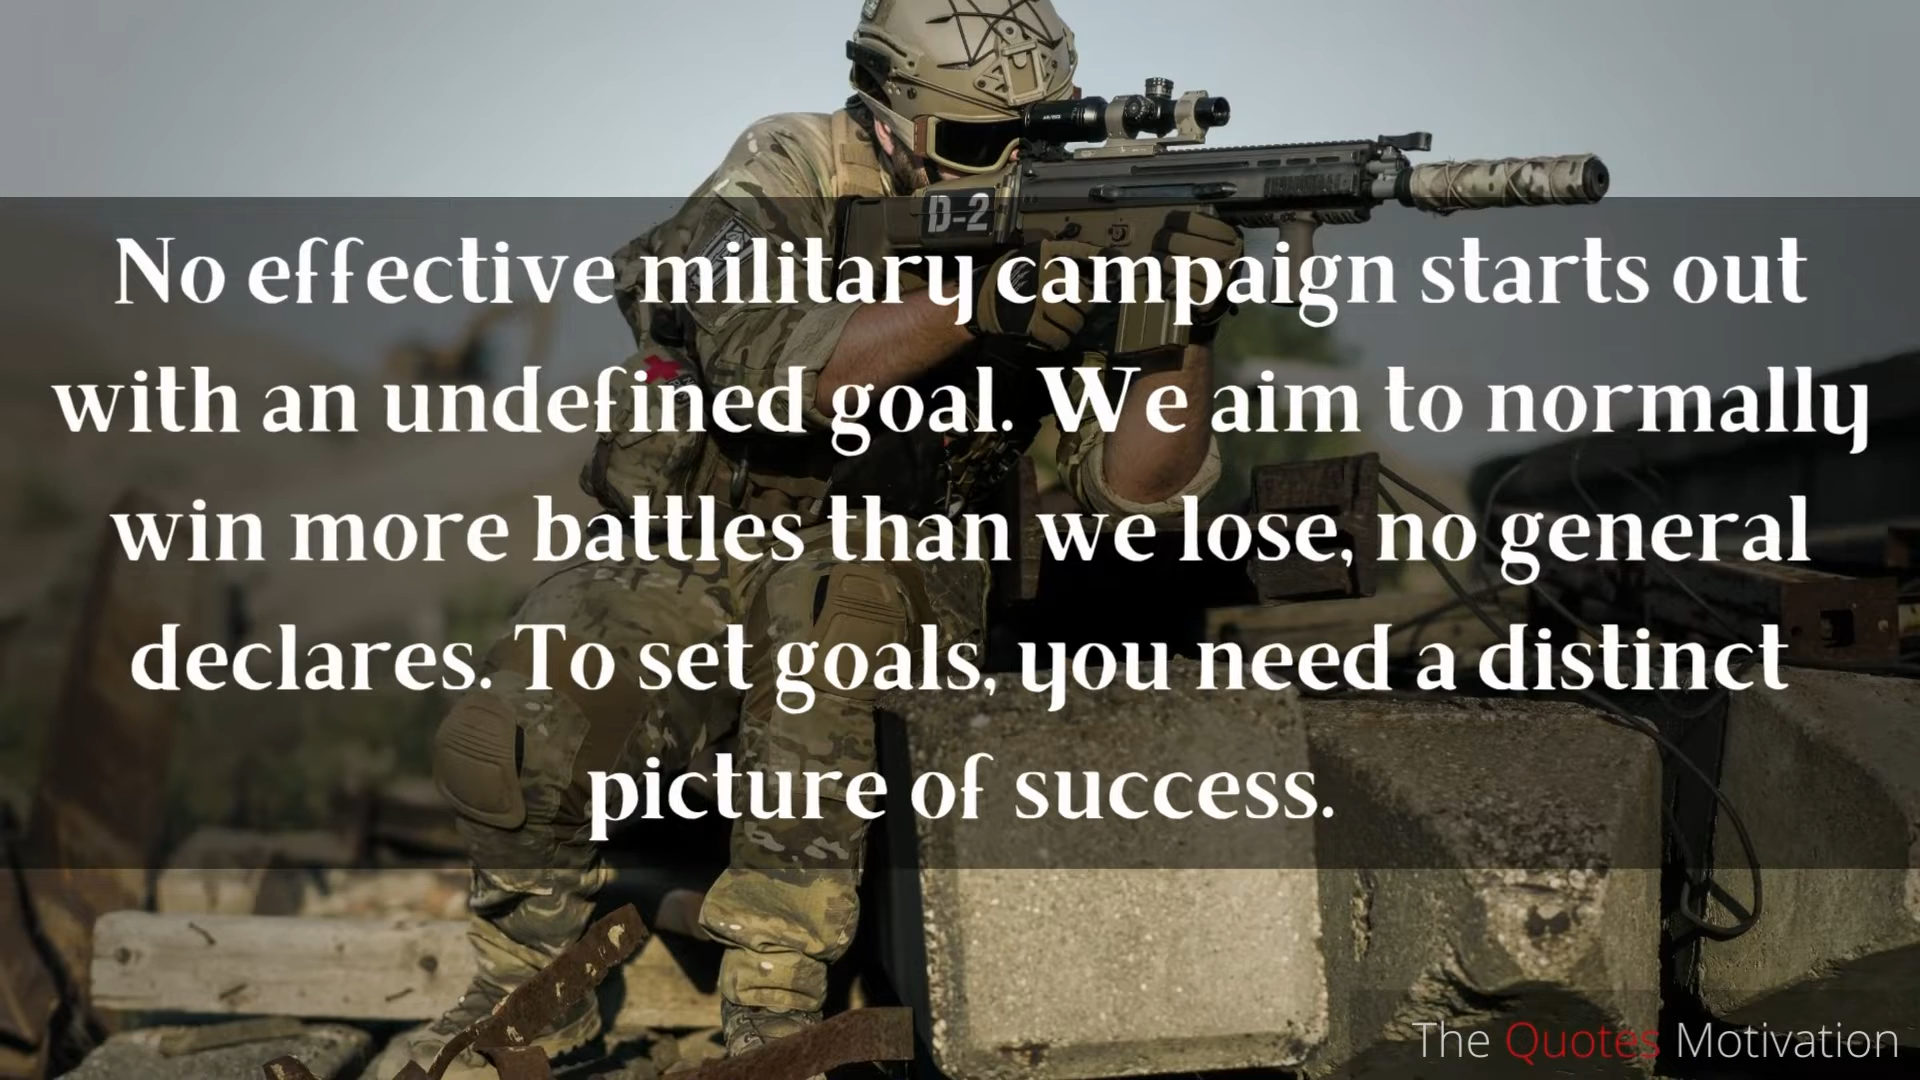 D-2
No effective military campaign starts out
with an undefined goal. We aim to normally
win more battles than we lose, no general
declares. To set goals, you need a distinct
picture of success.
The Quotes Motivation